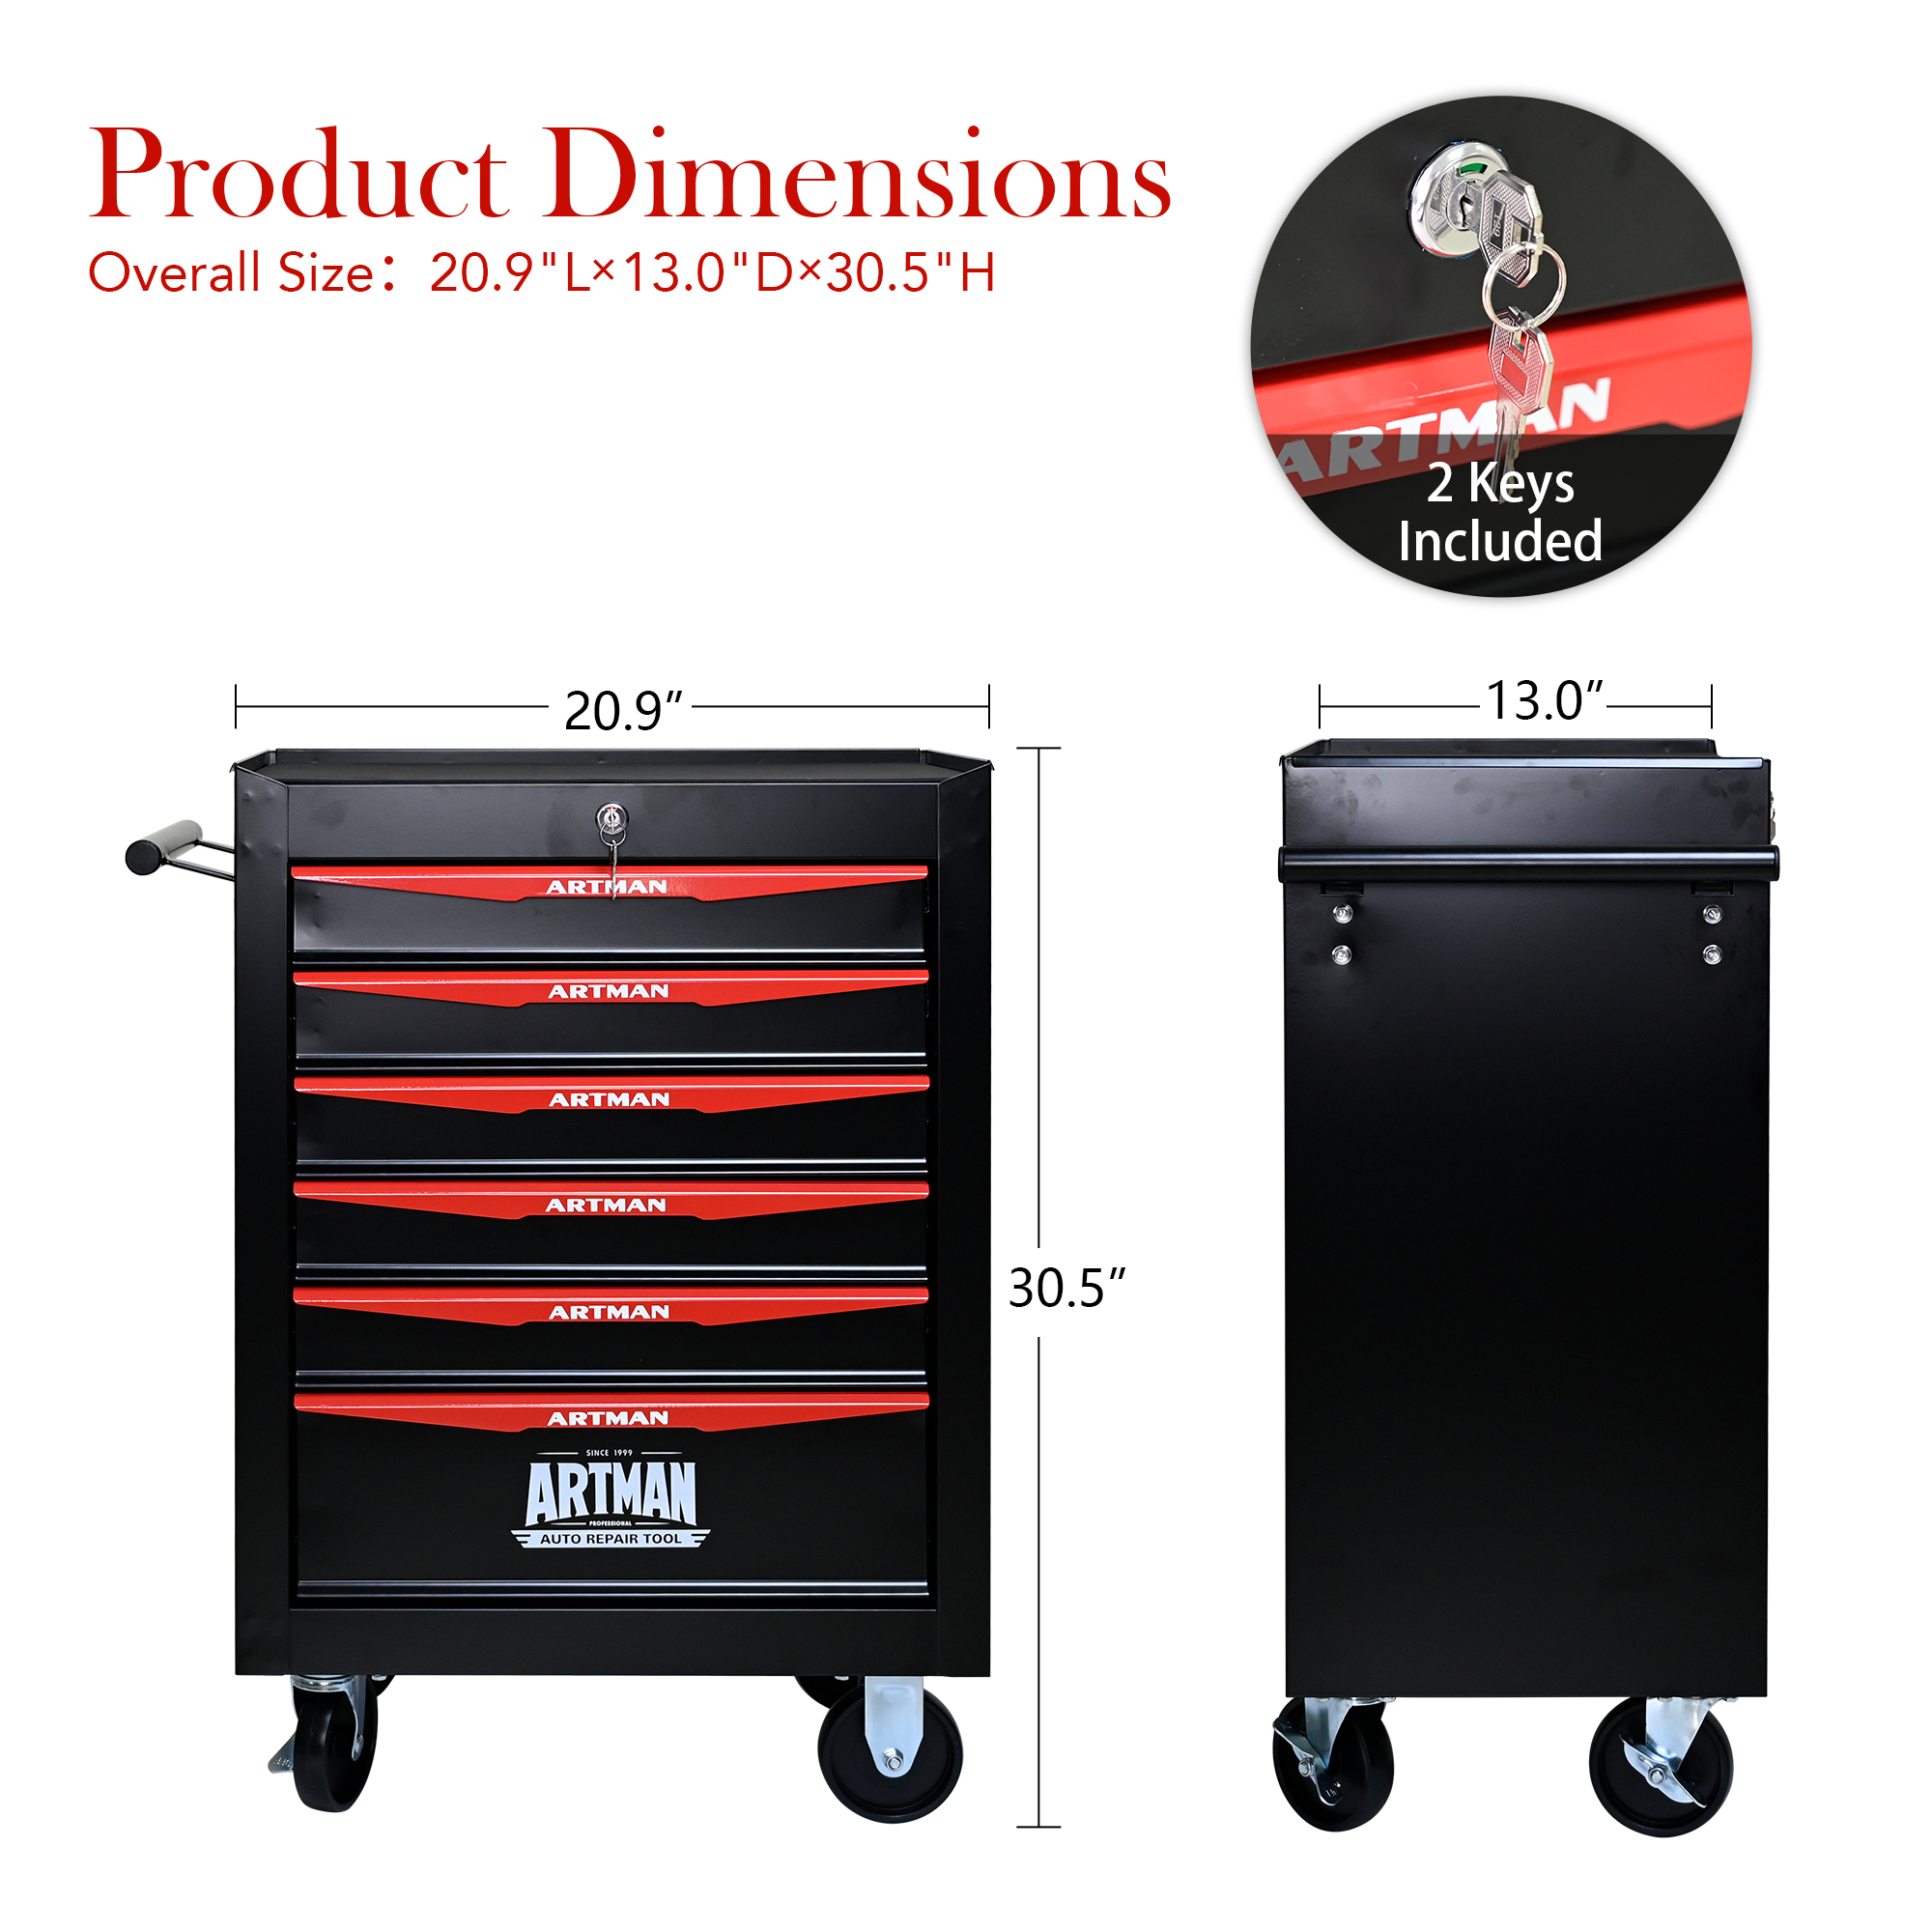 Product Dimensions
Overall Size：20.9"L×13.0"D×30.5"H
ARTMAN
2 Keys
Included
20.9″
13.0″
ARTMAN
ARTMAN
ARTMAN
ARTMAN
30.5″
ARTMAN
ARTMAN
SINCE 1999
ARTMAN
PROFESSIONAL
AUTO REPAIR TOOL